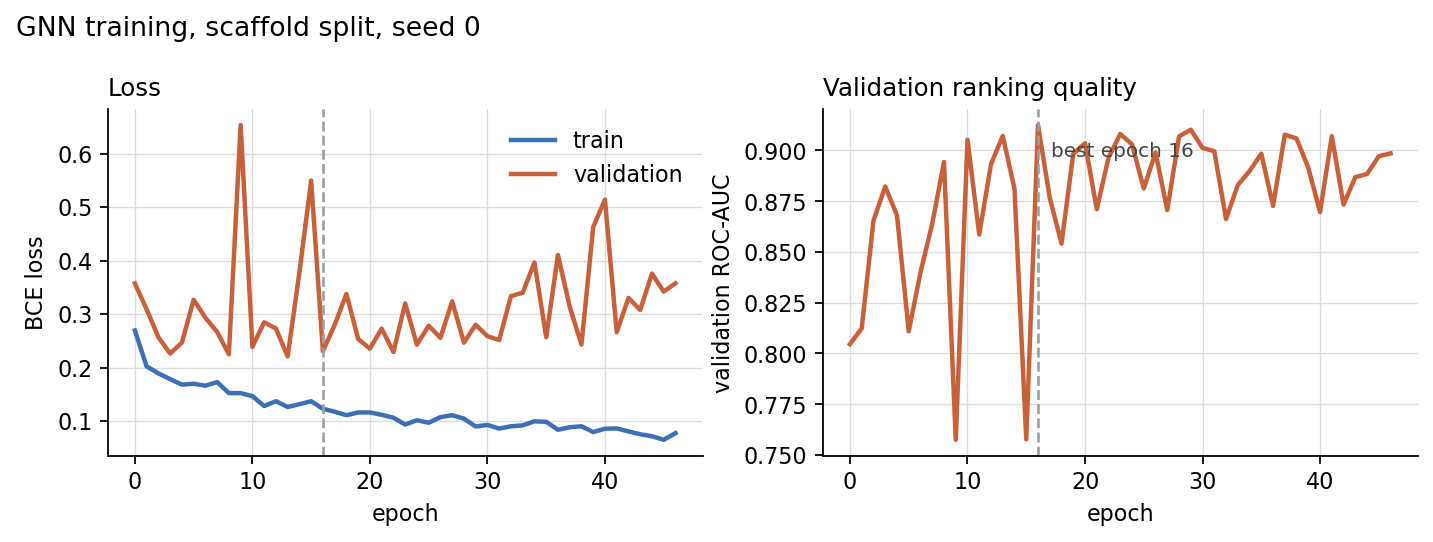 GNN training, scaffold split, seed 0
Loss
train
validation
BCE loss
0.6
0.5
0.4
0.3
0.2
0.1
0 10 20 30 40
epoch
Validation ranking quality
best epoch 16
validation ROC-AUC
0.900
0.875
0.850
0.825
0.800
0.775
0.750
0 10 20 30 40
epoch